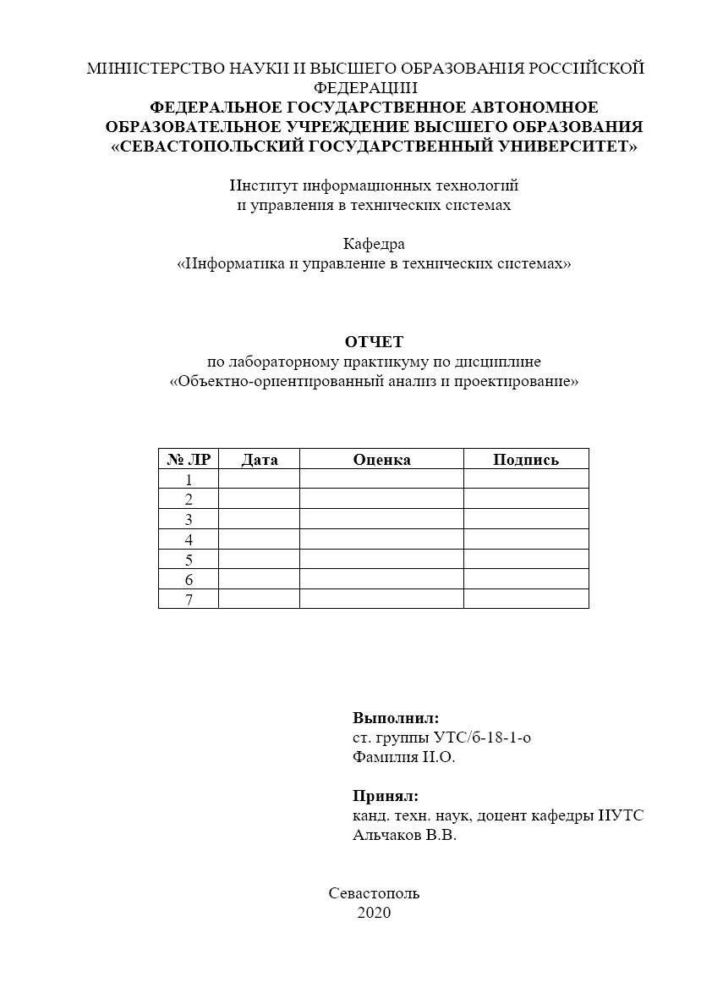 МИНИСТЕРСТВО НАУКИ И ВЫСШЕГО ОБРАЗОВАНИЯ РОССИЙСКОЙ
ФЕДЕРАЦИИ
ФЕДЕРАЛЬНОЕ ГОСУДАРСТВЕННОЕ АВТОНОМНОЕ
ОБРАЗОВАТЕЛЬНОЕ УЧРЕЖДЕНИЕ ВЫСШЕГО ОБРАЗОВАНИЯ
«СЕВАСТОПОЛЬСКИЙ ГОСУДАРСТВЕННЫЙ УНИВЕРСИТЕТ»
Институт информационных технологий
и управления в технических системах
Кафедра
«Информатика и управление в технических системах»
ОТЧЕТ
по лабораторному практикуму по дисциплине
«Объектно-ориентированный анализ и проектирование»
№ ЛР Дата Оценка Подпись
1
2
3
4
5
6
7
Выполнил:
ст. группы УТС/б-18-1-о
Фамилия И.О.
Принял:
канд. техн. наук, доцент кафедры ИУТС
Альчаков В.В.
Севастополь
2020